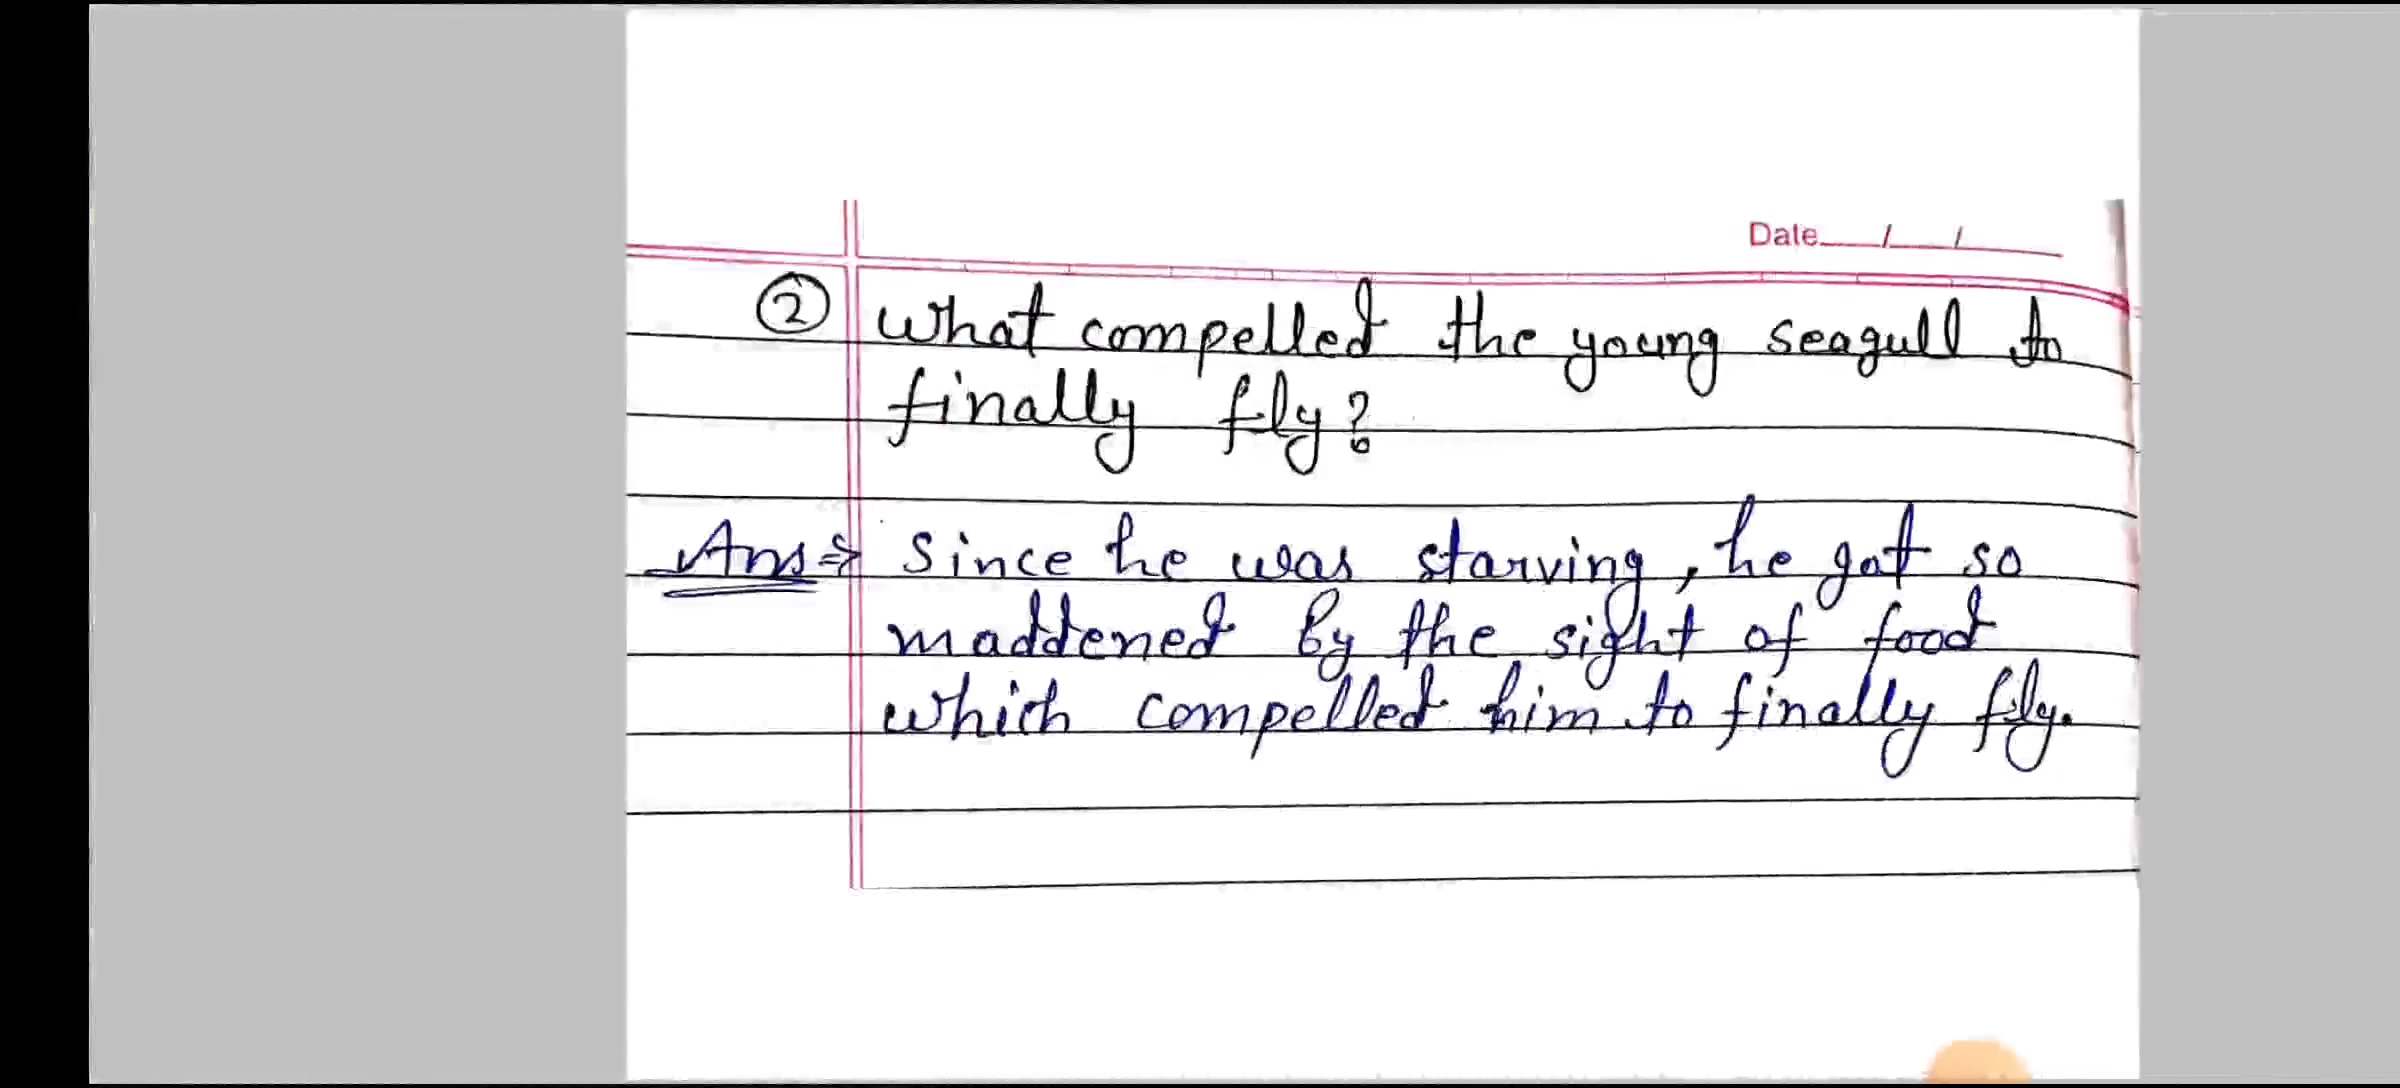 Date / /
② What compelled the young seagull to
finally fly?
Ans⇒ Since he was starving, he got so
maddened by the sight of food
which compelled him to finally fly.